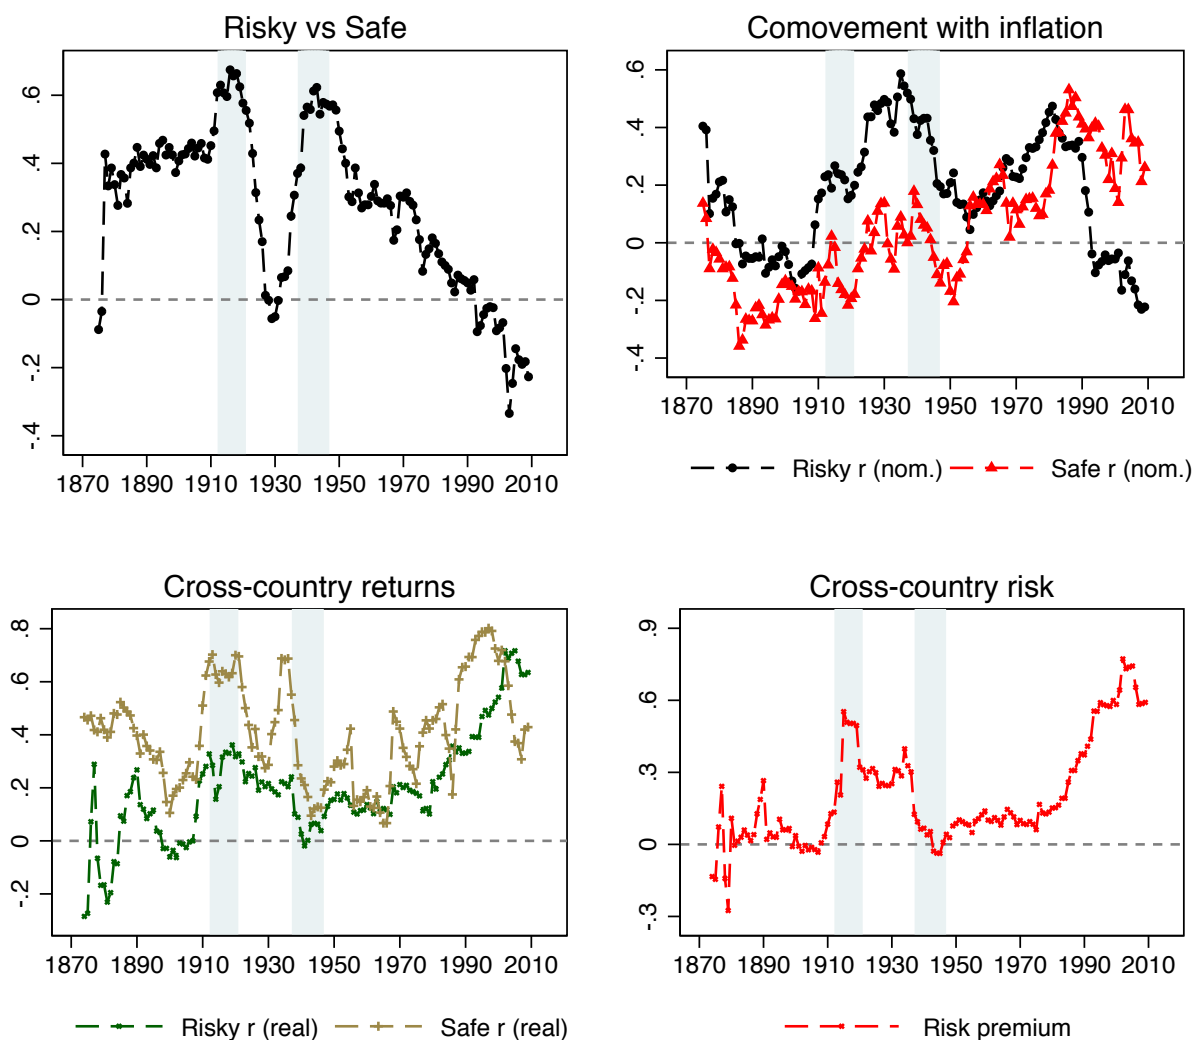 Risky vs Safe
.6
.4
.2
0
-.2
-.4
1870 1890 1910 1930 1950 1970 1990 2010
Comovement with inflation
.6
.4
.2
0
-.2
-.4
1870 1890 1910 1930 1950 1970 1990 2010
Risky r (nom.) Safe r (nom.)
Cross-country returns
.8
.6
.4
.2
0
-.2
1870 1890 1910 1930 1950 1970 1990 2010
Risky r (real) Safe r (real)
Cross-country risk
.9
.6
.3
0
-.3
1870 1890 1910 1930 1950 1970 1990 2010
Risk premium